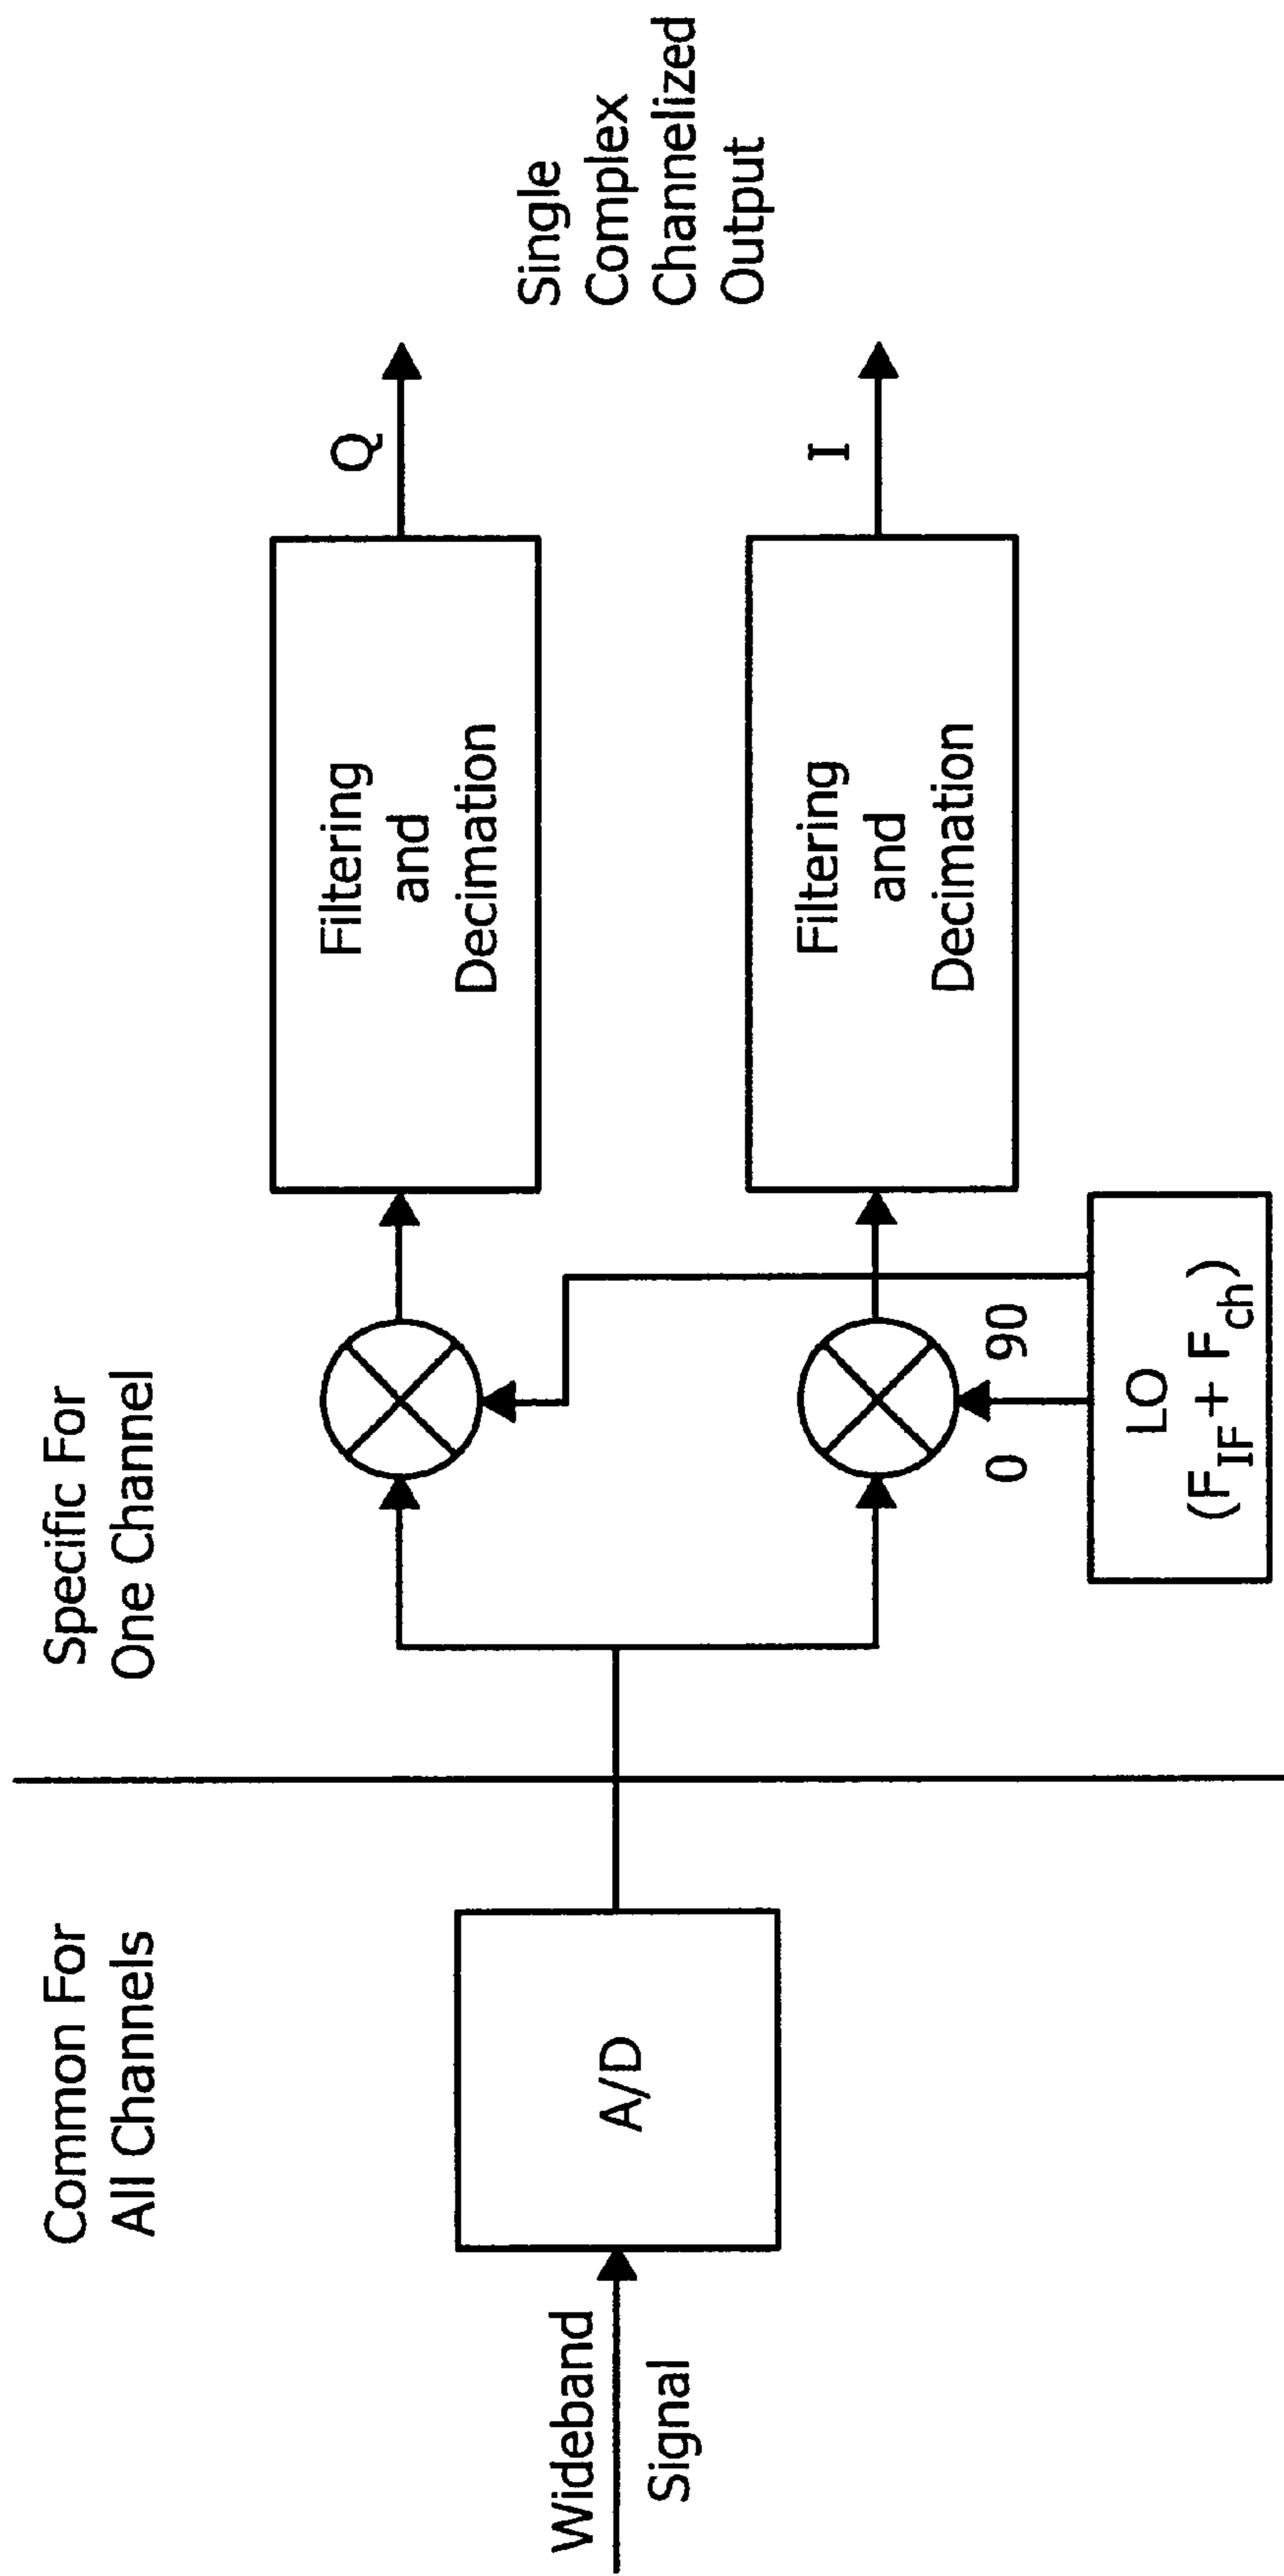 Common For
All Channels
Specific For
One Channel
Wideband
Signal
A/D
Filtering
and
Decimation
Q
Filtering
and
Decimation
I
0
90
LO
(F_IF + F_ch)
Single
Complex
Channelized
Output